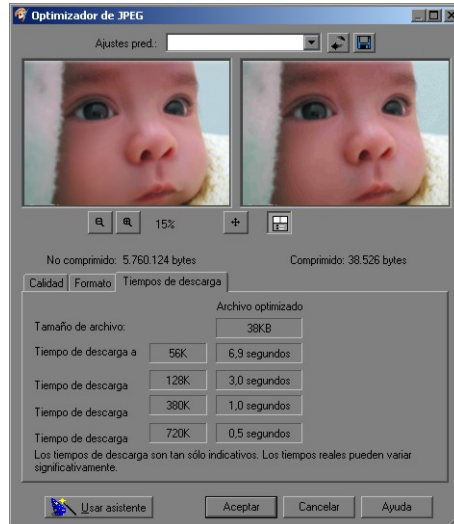 Optimizador de JPEG
Ajustes pred.:
15%
No comprimido: 5.760.124 bytes Comprimido: 38.526 bytes
Calidad Formato Tiempos de descarga
Archivo optimizado
Tamaño de archivo: 38KB
Tiempo de descarga a 56K 6,9 segundos
Tiempo de descarga 128K 3,0 segundos
Tiempo de descarga 380K 1,0 segundos
Tiempo de descarga 720K 0,5 segundos
Los tiempos de descarga son tan sólo indicativos. Los tiempos reales pueden variar
significativamente.
Usar asistente Aceptar Cancelar Ayuda